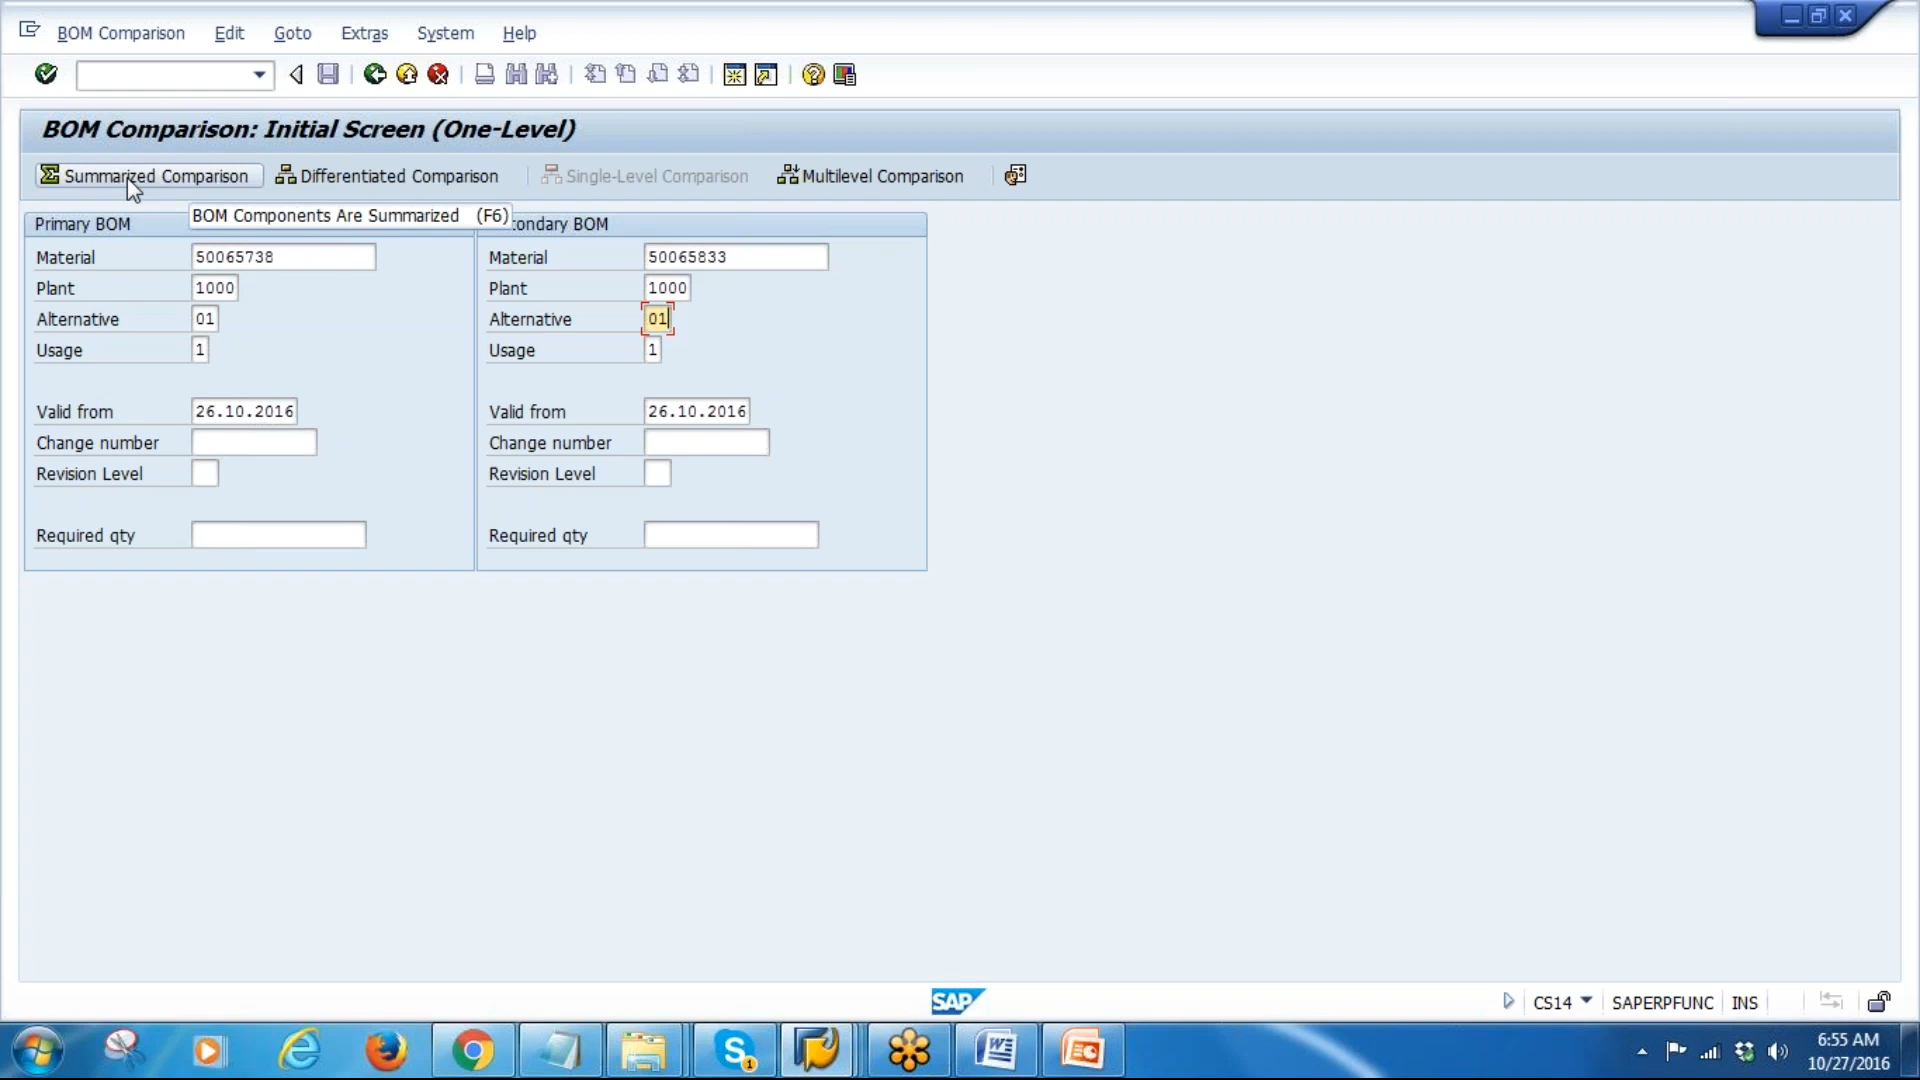 BOM Comparison Edit Goto Extras System Help
BOM Comparison: Initial Screen (One-Level)
Summarized Comparison Differentiated Comparison Single-Level Comparison Multilevel Comparison
BOM Components Are Summarized (F6)
Primary BOM
Material 50065738
Plant 1000
Alternative 01
Usage 1
Valid from 26.10.2016
Change number
Revision Level
Required qty
ondary BOM
Material 50065833
Plant 1000
Alternative 01
Usage 1
Valid from 26.10.2016
Change number
Revision Level
Required qty
SAP
CS14 SAPERPFUNC INS
6:55 AM
10/27/2016